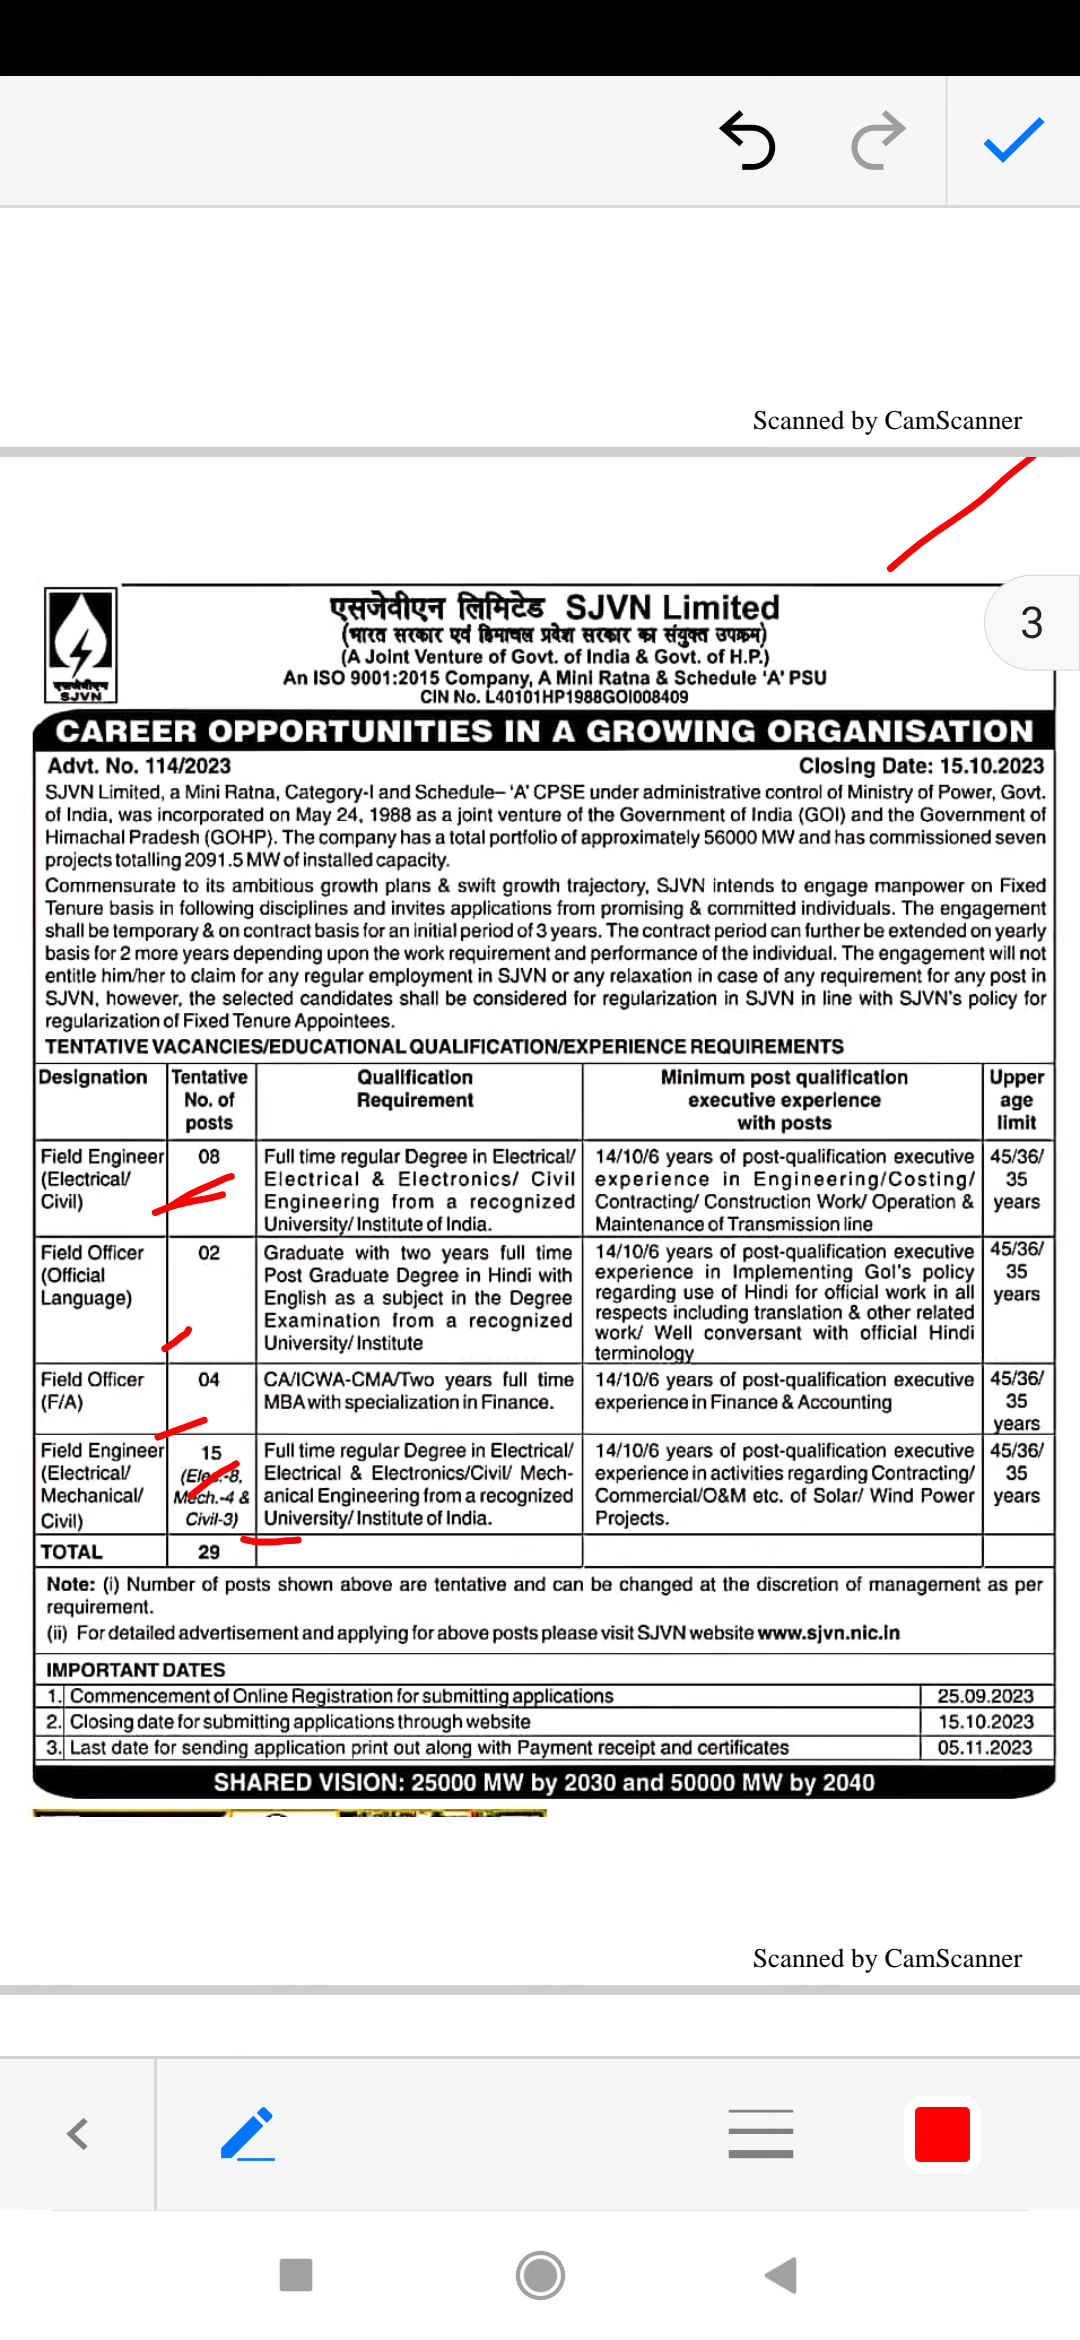 Scanned by CamScanner
3
एसजेवीएन लिमिटेड SJVN Limited
(भारत सरकार एवं हिमाचल प्रदेश सरकार का संयुक्त उपक्रम)
(A Joint Venture of Govt. of India & Govt. of H.P.)
An ISO 9001:2015 Company, A Mini Ratna & Schedule 'A' PSU
CIN No. L40101HP1988GOI008409
एसजेवीएन
SJVN
CAREER OPPORTUNITIES IN A GROWING ORGANISATION
Advt. No. 114/2023 Closing Date: 15.10.2023
SJVN Limited, a Mini Ratna, Category-I and Schedule– 'A' CPSE under administrative control of Ministry of Power, Govt.
of India, was incorporated on May 24, 1988 as a joint venture of the Government of India (GOI) and the Government of
Himachal Pradesh (GOHP). The company has a total portfolio of approximately 56000 MW and has commissioned seven
projects totalling 2091.5 MW of installed capacity.
Commensurate to its ambitious growth plans & swift growth trajectory, SJVN intends to engage manpower on Fixed
Tenure basis in following disciplines and invites applications from promising & committed individuals. The engagement
shall be temporary & on contract basis for an initial period of 3 years. The contract period can further be extended on yearly
basis for 2 more years depending upon the work requirement and performance of the individual. The engagement will not
entitle him/her to claim for any regular employment in SJVN or any relaxation in case of any requirement for any post in
SJVN, however, the selected candidates shall be considered for regularization in SJVN in line with SJVN's policy for
regularization of Fixed Tenure Appointees.
TENTATIVE VACANCIES/EDUCATIONAL QUALIFICATION/EXPERIENCE REQUIREMENTS
Designation Tentative Qualification Minimum post qualification Upper
No. of Requirement executive experience age
posts with posts limit
Field Engineer 08 Full time regular Degree in Electrical/ 14/10/6 years of post-qualification executive 45/36/
(Electrical/ Electrical & Electronics/ Civil experience in Engineering/Costing/ 35
Civil) Engineering from a recognized Contracting/ Construction Work/ Operation & years
University/ Institute of India. Maintenance of Transmission line
Field Officer 02 Graduate with two years full time 14/10/6 years of post-qualification executive 45/36/
(Official Post Graduate Degree in Hindi with experience in Implementing GoI's policy 35
Language) English as a subject in the Degree regarding use of Hindi for official work in all years
Examination from a recognized respects including translation & other related
University/ Institute work/ Well conversant with official Hindi
terminology
Field Officer 04 CA/ICWA-CMA/Two years full time 14/10/6 years of post-qualification executive 45/36/
(F/A) MBA with specialization in Finance. experience in Finance & Accounting 35
years
Field Engineer 15 Full time regular Degree in Electrical/ 14/10/6 years of post-qualification executive 45/36/
(Electrical/ (Elec.-8, Electrical & Electronics/Civil/ Mech- experience in activities regarding Contracting/ 35
Mechanical/ Mech.-4 & anical Engineering from a recognized Commercial/O&M etc. of Solar/ Wind Power years
Civil) Civil-3) University/ Institute of India. Projects.
TOTAL 29
Note: (i) Number of posts shown above are tentative and can be changed at the discretion of management as per
requirement.
(ii) For detailed advertisement and applying for above posts please visit SJVN website www.sjvn.nic.in
IMPORTANT DATES
1. Commencement of Online Registration for submitting applications 25.09.2023
2. Closing date for submitting applications through website 15.10.2023
3. Last date for sending application print out along with Payment receipt and certificates 05.11.2023
SHARED VISION: 25000 MW by 2030 and 50000 MW by 2040
Scanned by CamScanner